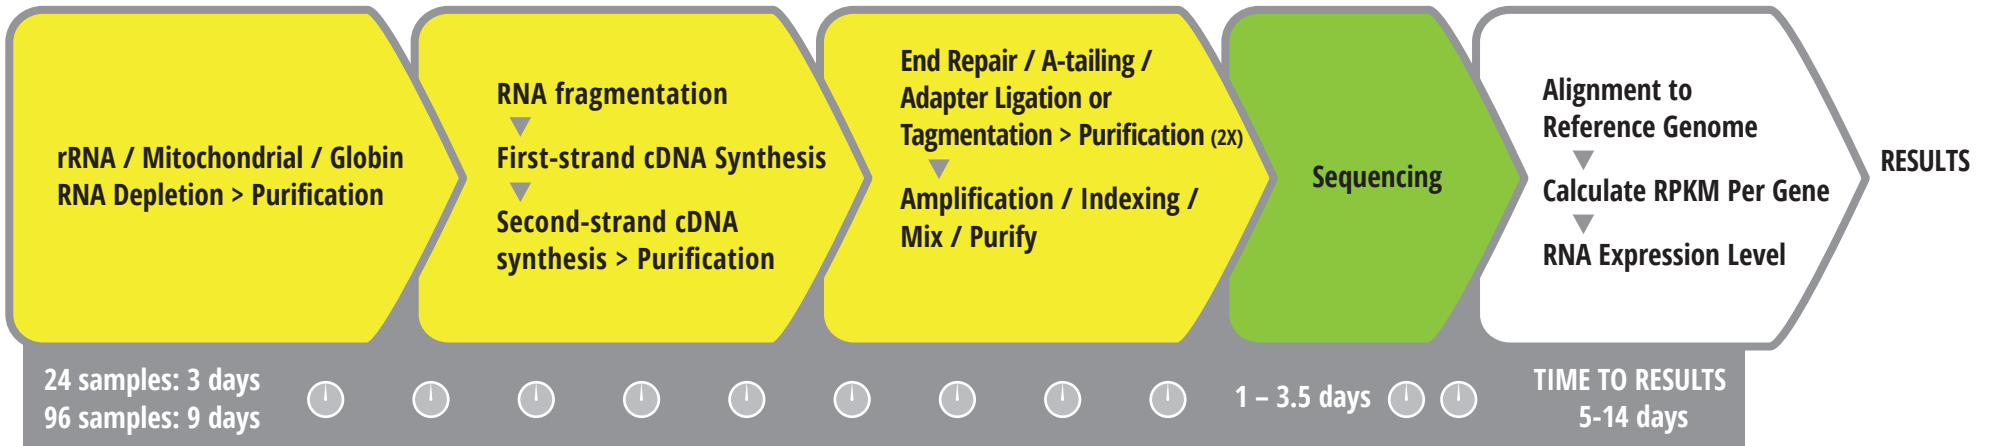 rRNA / Mitochondrial / Globin
RNA Depletion > Purification
RNA fragmentation
First-strand cDNA Synthesis
Second-strand cDNA
synthesis > Purification
End Repair / A-tailing /
Adapter Ligation or
Tagmentation > Purification (2X)
Amplification / Indexing /
Mix / Purify
Sequencing
Alignment to
Reference Genome
Calculate RPKM Per Gene
RNA Expression Level
RESULTS
24 samples: 3 days
96 samples: 9 days
1 – 3.5 days
TIME TO RESULTS
5-14 days